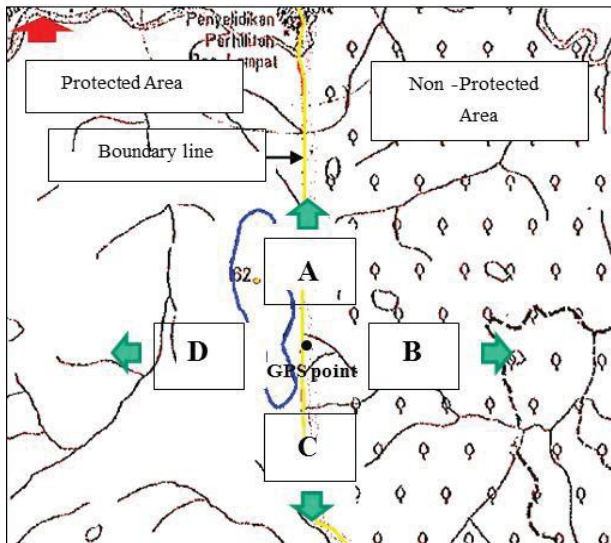 Penyelidikan
Perhilitan
Protected Area
Non -Protected
Area
Boundary line
A
62.
D
B
GPS point
C